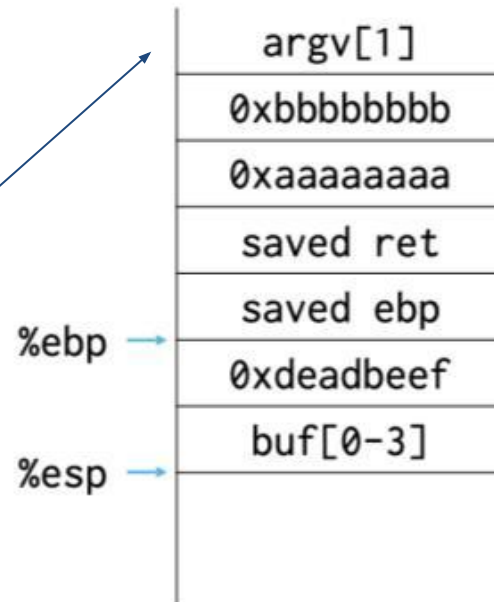 argv[1]
0xbbbbbbbb
0xaaaaaaaa
saved ret
saved ebp
%ebp
0xdeadbeef
buf[0-3]
%esp